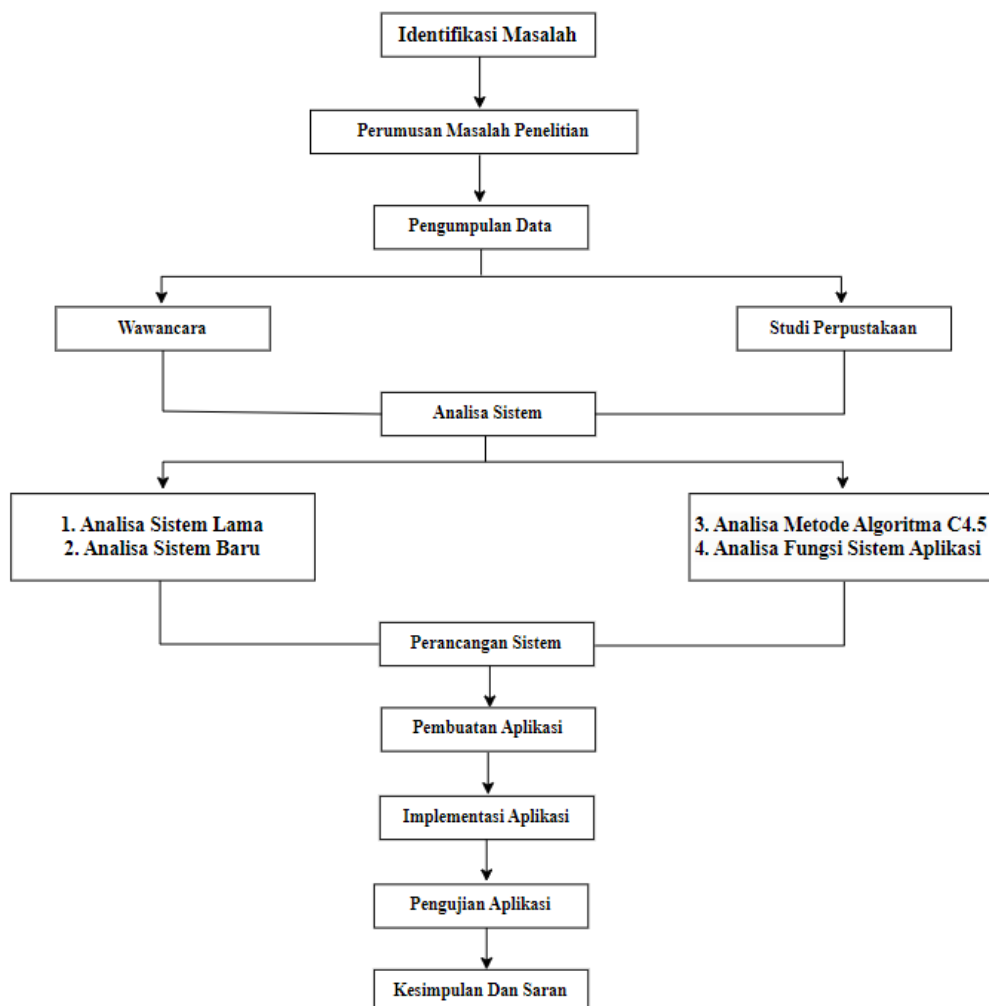 Identifikasi Masalah
Perumusan Masalah Penelitian
Pengumpulan Data
Wawancara
Studi Perpustakaan
Analisa Sistem
1. Analisa Sistem Lama
2. Analisa Sistem Baru
3. Analisa Metode Algoritma C4.5
4. Analisa Fungsi Sistem Aplikasi
Perancangan Sistem
Pembuatan Aplikasi
Implementasi Aplikasi
Pengujian Aplikasi
Kesimpulan Dan Saran